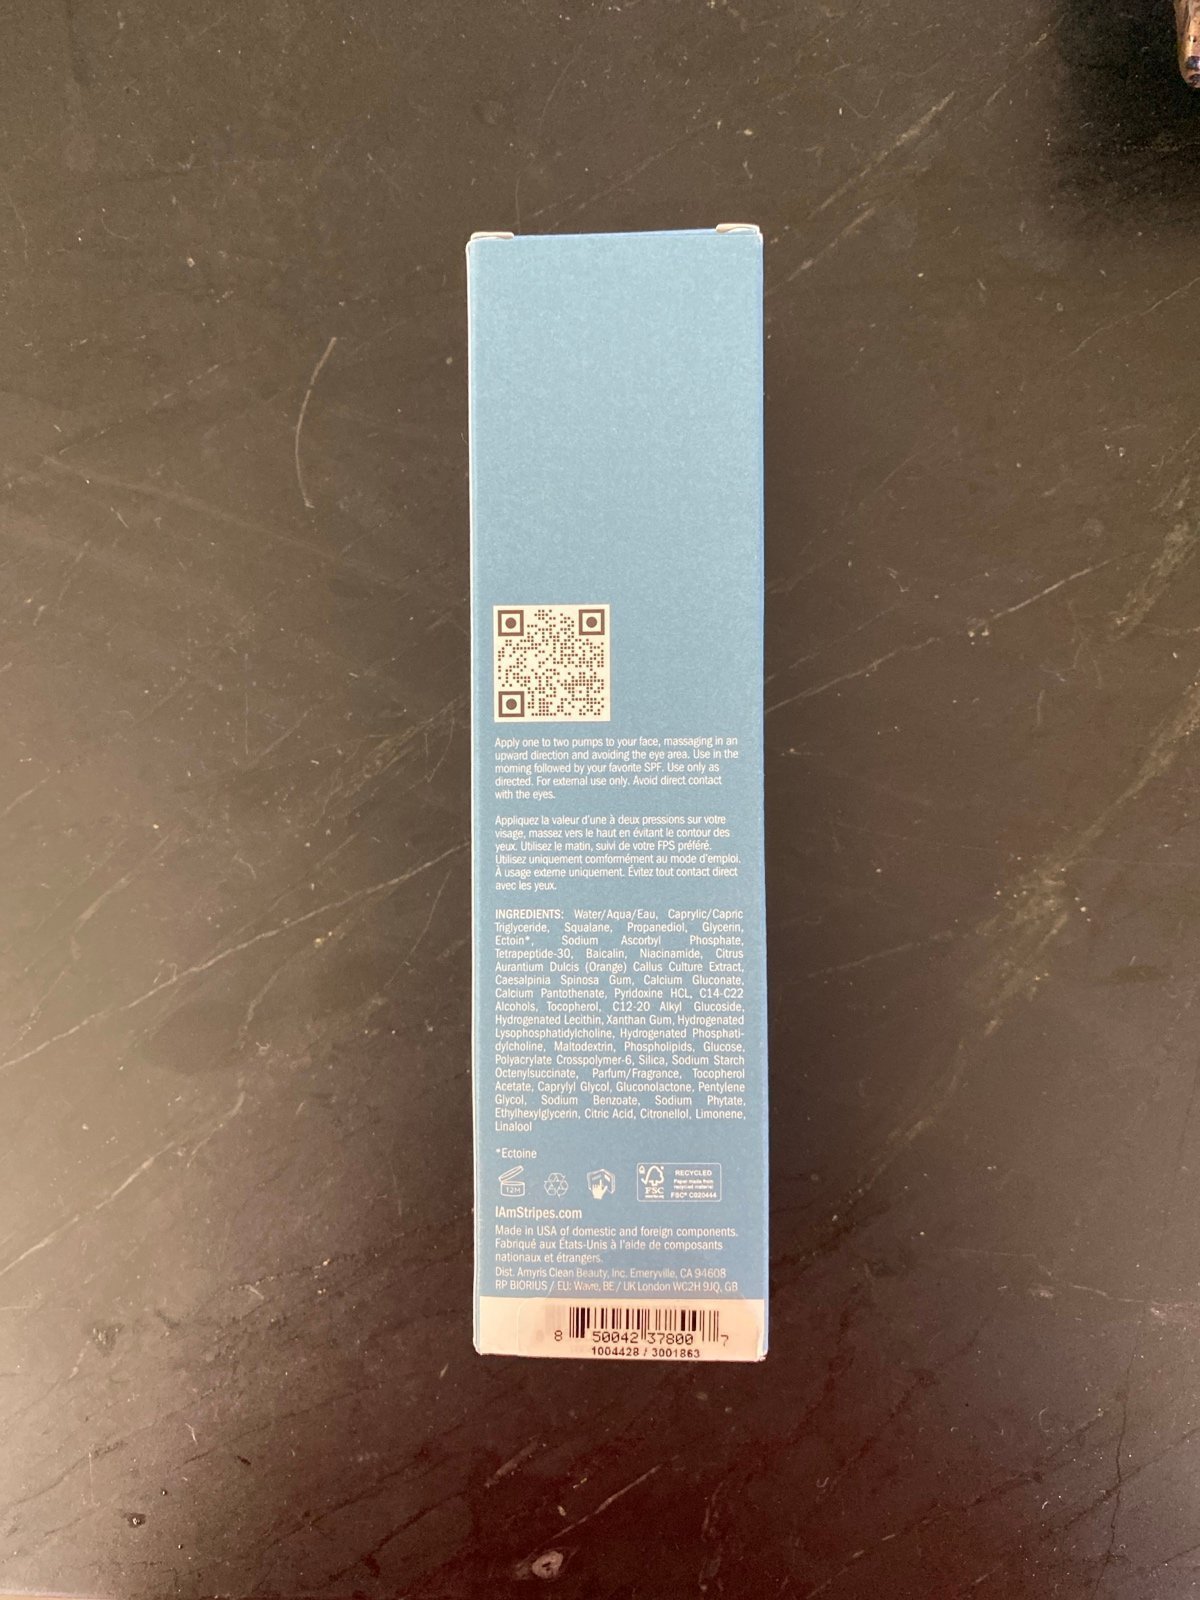 Apply one to two pumps to your face, massaging in an
upward direction and avoiding the eye area. Use in the
morning followed by your favorite SPF. Use only as
directed. For external use only. Avoid direct contact
with the eyes.
Appliquez la valeur d'une à deux pressions sur votre
visage, massez vers le haut en évitant le contour des
yeux. Utilisez le matin, suivi de votre FPS préféré.
Utilisez uniquement comformément au mode d'emploi.
À usage externe uniquement. Évitez tout contact direct
avec les yeux.
INGREDIENTS: Water/Aqua/Eau, Caprylic/Capric
Triglyceride, Squalane, Propanediol, Glycerin,
Ectoin*, Sodium Ascorbyl Phosphate,
Tetrapeptide-30, Baicalin, Niacinamide, Citrus
Aurantium Dulcis (Orange) Callus Culture Extract,
Caesalpinia Spinosa Gum, Calcium Gluconate,
Calcium Pantothenate, Pyridoxine HCL, C14-C22
Alcohols, Tocopherol, C12-20 Alkyl Glucoside,
Hydrogenated Lecithin, Xanthan Gum, Hydrogenated
Lysophosphatidylcholine, Hydrogenated Phosphati-
dylcholine, Maltodextrin, Phospholipids, Glucose,
Polyacrylate Crosspolymer-6, Silica, Sodium Starch
Octenylsuccinate, Parfum/Fragrance, Tocopherol
Acetate, Caprylyl Glycol, Gluconolactone, Pentylene
Glycol, Sodium Benzoate, Sodium Phytate,
Ethylhexylglycerin, Citric Acid, Citronellol, Limonene,
Linalool
*Ectoine
12M
FSC
RECYCLED
Paper made from
recycled material
FSC® C020444
IAmStripes.com
Made in USA of domestic and foreign components.
Fabriqué aux États-Unis à l'aide de composants
nationaux et étrangers.
Dist. Amyris Clean Beauty, Inc. Emeryville, CA 94608
RP BIORIUS / EU: Wavre, BE / UK London WC2H 9JQ, GB
8 50042 37800 7
1004428 / 3001863